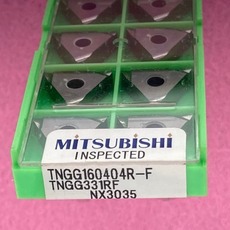 MITSUBISHI
INSPECTED
TNGG160404R-F
TNGG331RF
NX3035